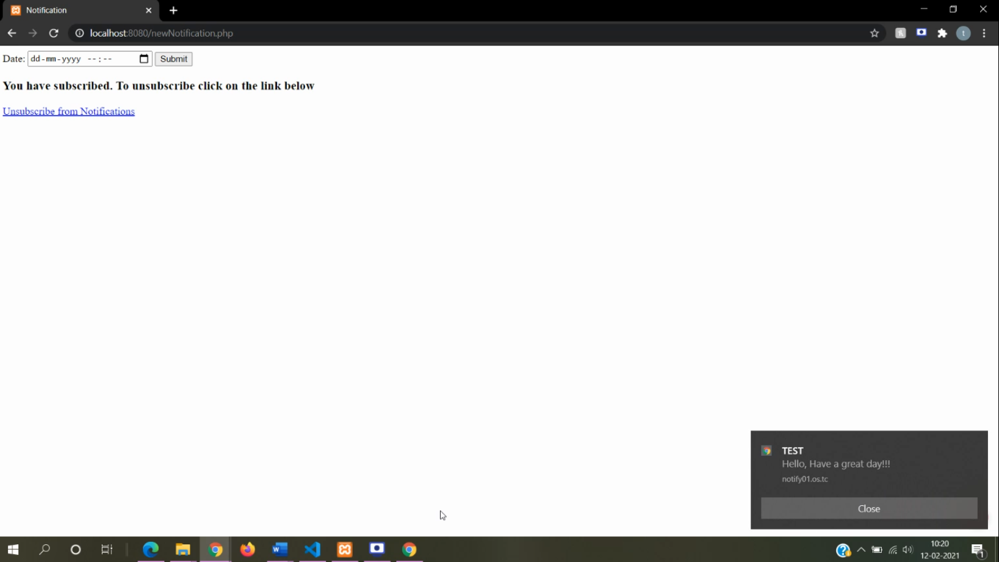 Notification
localhost:8080/newNotification.php
t
Date: dd-mm-yyyy --:-- Submit
You have subscribed. To unsubscribe click on the link below
Unsubscribe from Notifications
TEST
Hello, Have a great day!!!
notify01.os.tc
Close
10:20
12-02-2021
1